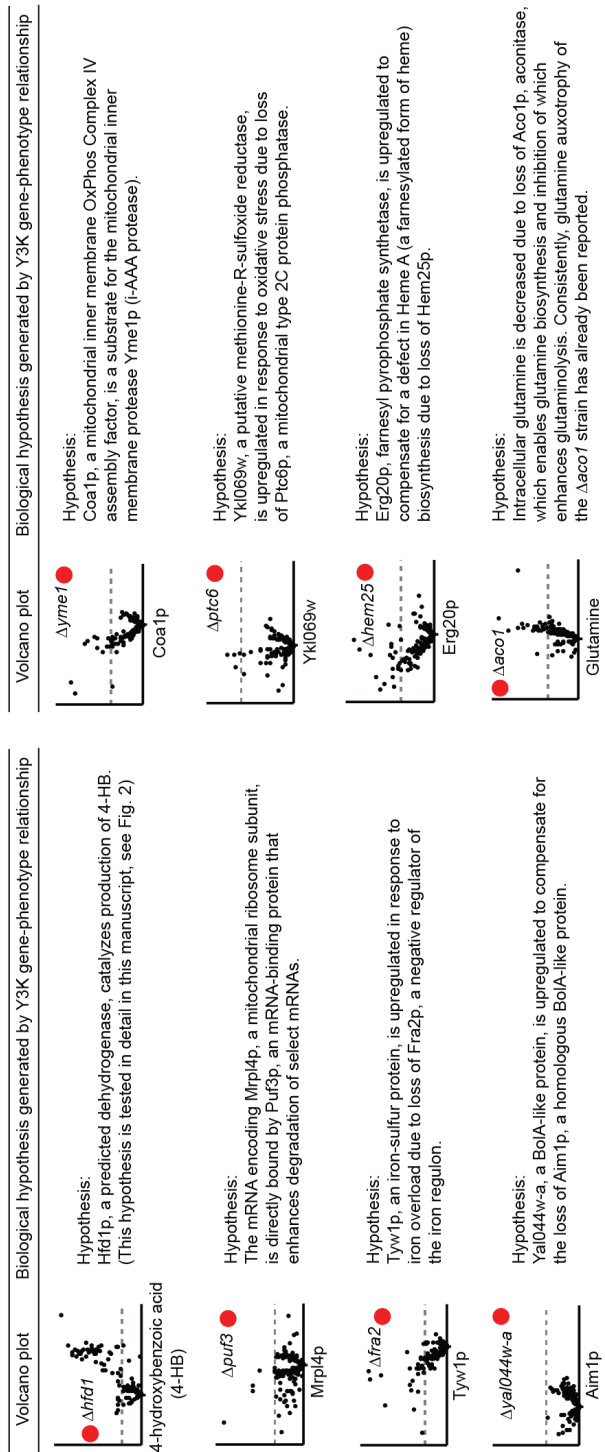 Volcano plot
Biological hypothesis generated by Y3K gene-phenotype relationship
Δhfd1
4-hydroxybenzoic acid
(4-HB)
Hypothesis:
Hfd1p, a predicted dehydrogenase, catalyzes production of 4-HB.
(This hypothesis is tested in detail in this manuscript, see Fig. 2)
Δpuf3
Mrpl4p
Hypothesis:
The mRNA encoding Mrpl4p, a mitochondrial ribosome subunit,
is directly bound by Puf3p, an mRNA-binding protein that
enhances degradation of select mRNAs.
Δfra2
Tyw1p
Hypothesis:
Tyw1p, an iron-sulfur protein, is upregulated in response to
iron overload due to loss of Fra2p, a negative regulator of
the iron regulon.
Δyal044w-a
Aim1p
Hypothesis:
Yal044w-a, a BolA-like protein, is upregulated to compensate for
the loss of Aim1p, a homologous BolA-like protein.
Volcano plot
Biological hypothesis generated by Y3K gene-phenotype relationship
Δyme1
Coa1p
Hypothesis:
Coa1p, a mitochondrial inner membrane OxPhos Complex IV
assembly factor, is a substrate for the mitochondrial inner
membrane protease Yme1p (i-AAA protease).
Δptc6
Ykl069w
Hypothesis:
Ykl069w, a putative methionine-R-sulfoxide reductase,
is upregulated in response to oxidative stress due to loss
of Ptc6p, a mitochondrial type 2C protein phosphatase.
Δhem25
Erg20p
Hypothesis:
Erg20p, farnesyl pyrophosphate synthetase, is upregulated to
compensate for a defect in Heme A (a farnesylated form of heme)
biosynthesis due to loss of Hem25p.
Δaco1
Glutamine
Hypothesis:
Intracellular glutamine is decreased due to loss of Aco1p, aconitase,
which enables glutamine biosynthesis and inhibition of which
enhances glutaminolysis. Consistently, glutamine auxotrophy of
the Δaco1 strain has already been reported.